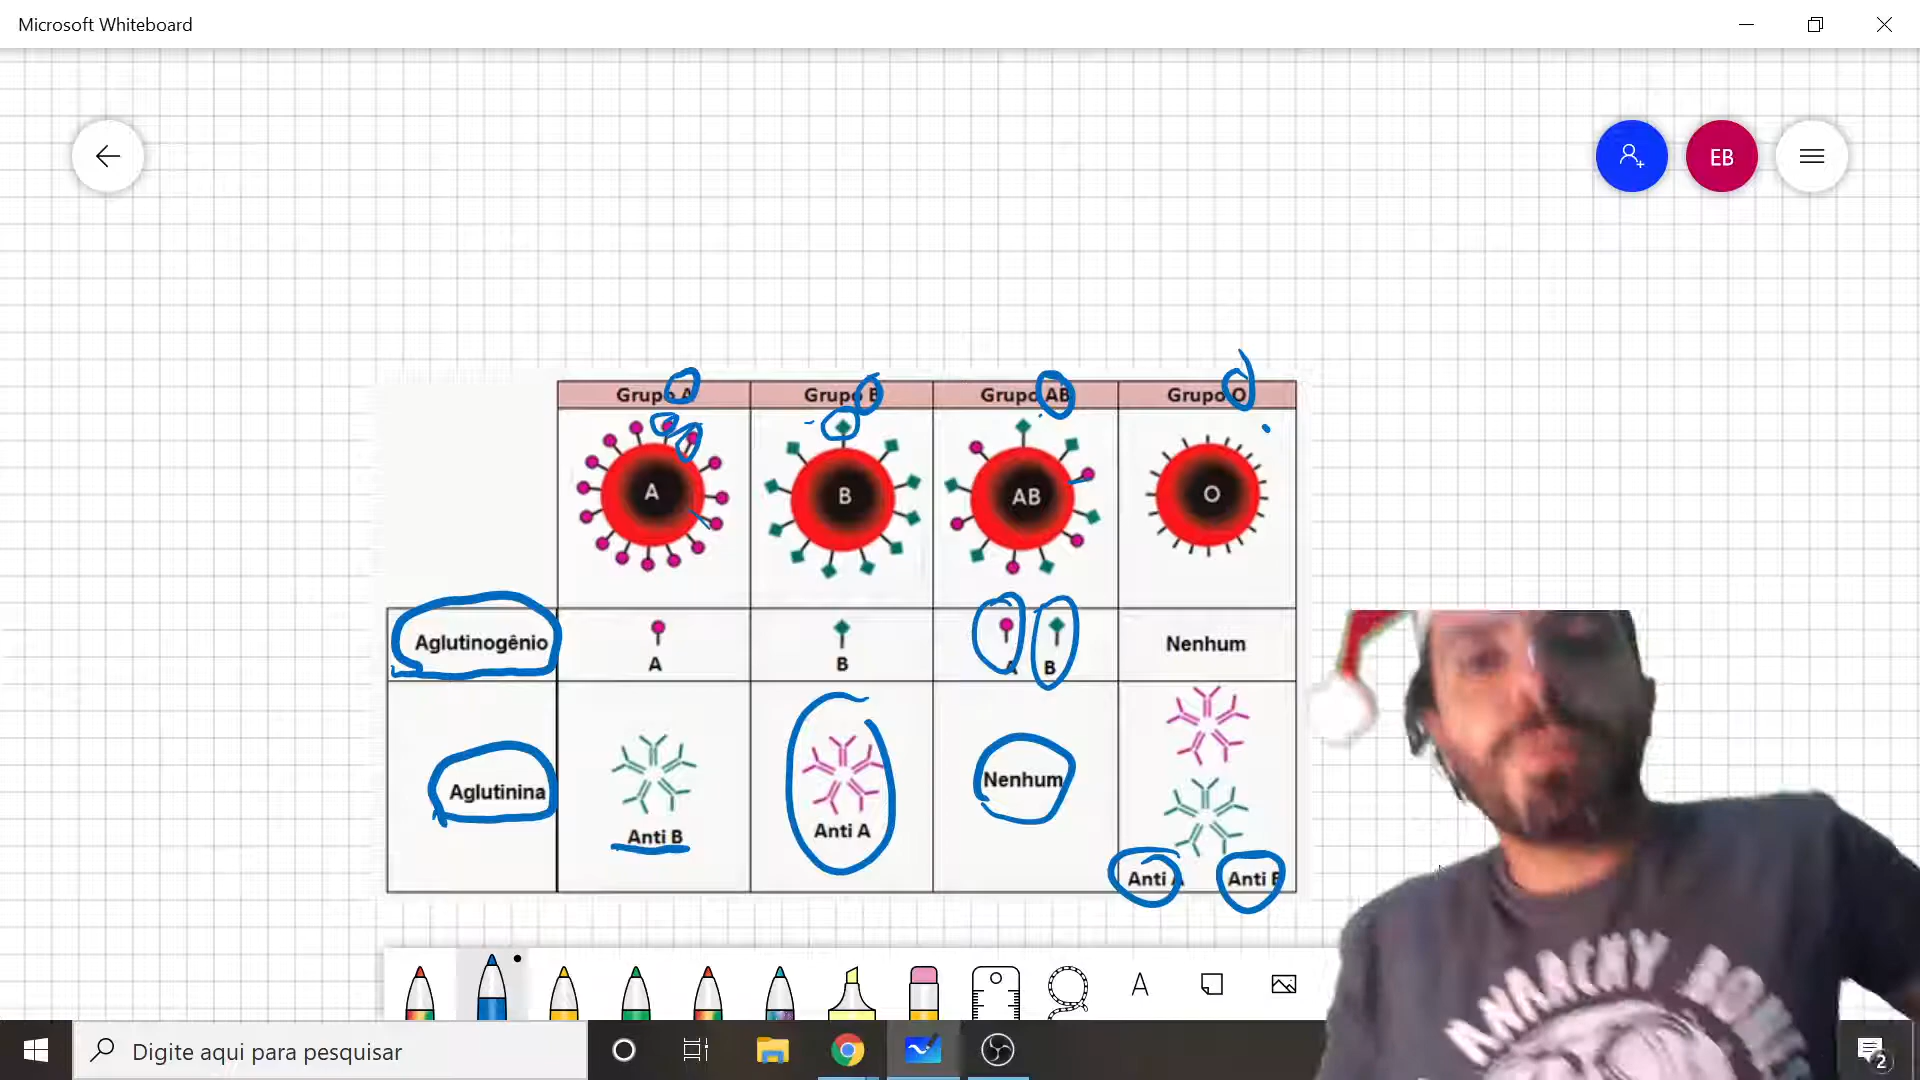 Microsoft Whiteboard
EB
Grupo A Grupo B Grupo AB Grupo O
A B AB O
Aglutinogênio
A B A B Nenhum
Aglutinina
Anti B Anti A Nenhum
Anti A Anti B
A
Digite aqui para pesquisar
2
ANARCHY